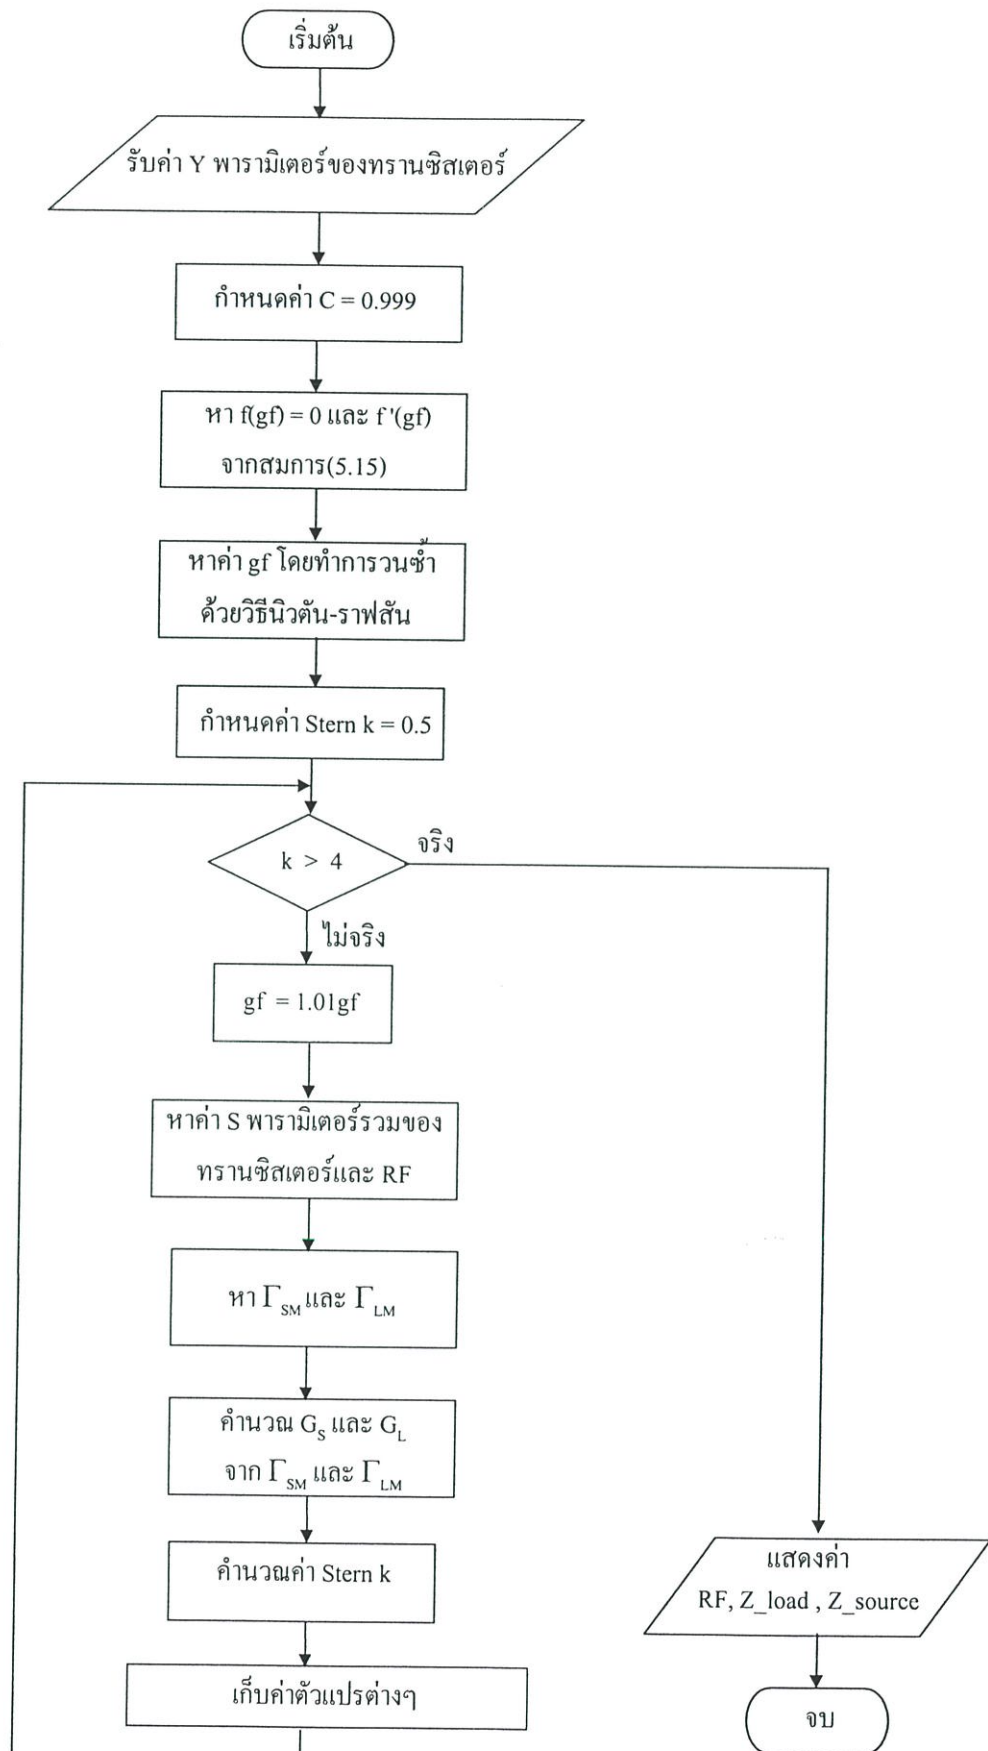 เริ่มต้น
รับค่า Y พารามิเตอร์ของทรานซิสเตอร์
กำหนดค่า C = 0.999
หา f(gf) = 0 และ f '(gf)
จากสมการ(5.15)
หาค่า gf โดยทำการวนซ้ำ
ด้วยวิธีนิวตัน-ราฟสัน
กำหนดค่า Stern k = 0.5
k > 4
จริง
ไม่จริง
gf = 1.01gf
หาค่า S พารามิเตอร์รวมของ
ทรานซิสเตอร์และ RF
หา Γ_SM และ Γ_LM
คำนวณ G_S และ G_L
จาก Γ_SM และ Γ_LM
คำนวณค่า Stern k
เก็บค่าตัวแปรต่างๆ
แสดงค่า
RF, Z_load , Z_source
จบ